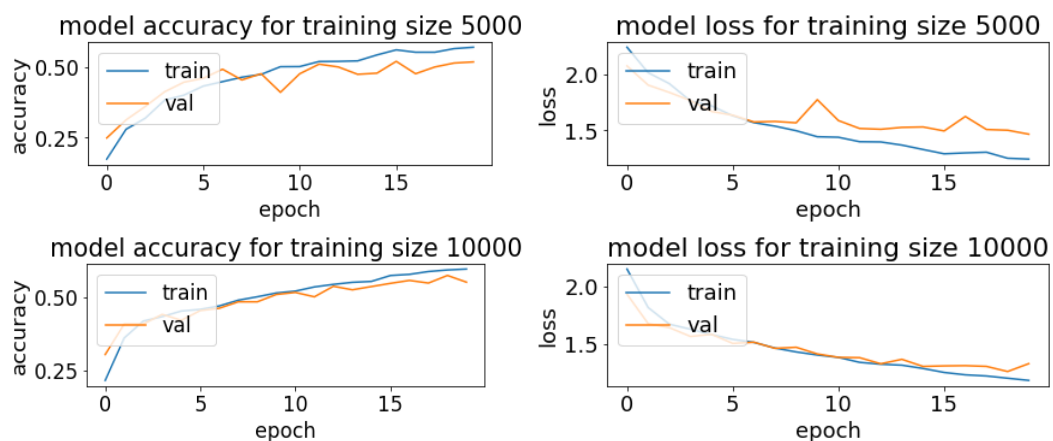 model accuracy for training size 5000
accuracy
0.50
0.25
train
val
0 5 10 15
epoch
model loss for training size 5000
loss
2.0
1.5
train
val
0 5 10 15
epoch
model accuracy for training size 10000
accuracy
0.50
0.25
train
val
0 5 10 15
epoch
model loss for training size 10000
loss
2.0
1.5
train
val
0 5 10 15
epoch